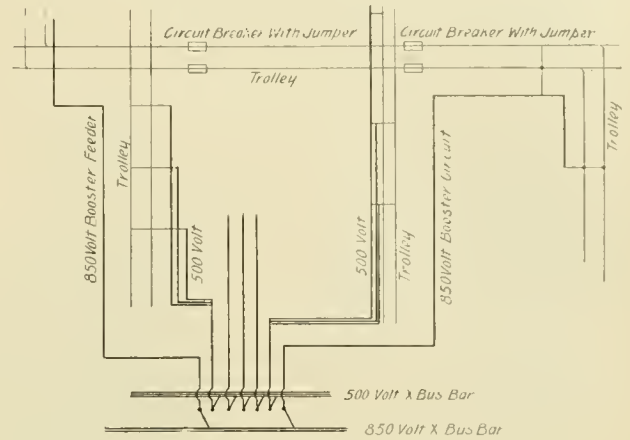 Circuit Breaker With Jumper
Circuit Breaker With Jumper
Trolley
850 Volt Booster Feeder
Trolley
500 Volt
500 Volt
Trolley
850 Volt Booster Circuit
Trolley
500 Volt X Bus Bar
850 Volt X Bus Bar